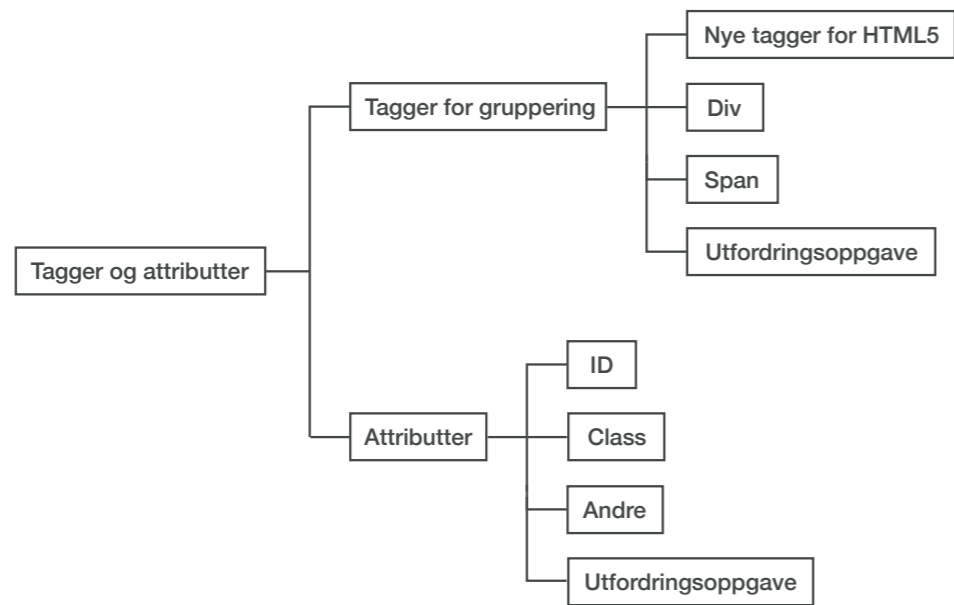 Nye tagger for HTML5
Tagger for gruppering
Div
Span
Utfordringsoppgave
Tagger og attributter
ID
Attributter
Class
Andre
Utfordringsoppgave